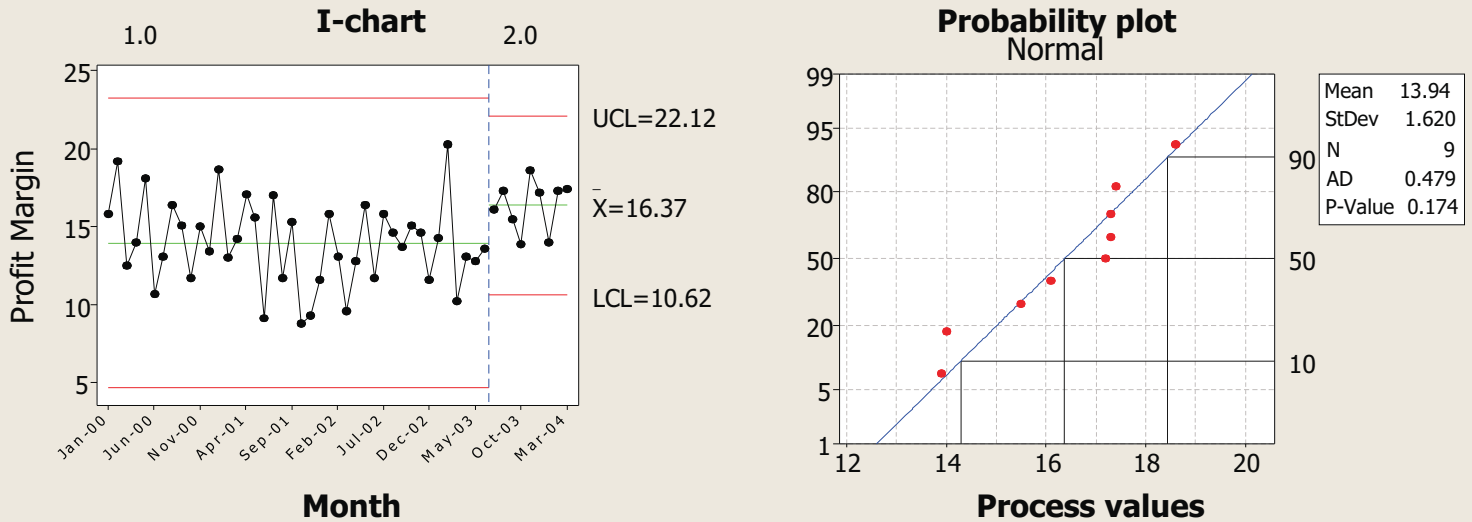 I-chart
1.0 2.0
25
20
15
10
5
Profit Margin
UCL=22.12
_
X=16.37
LCL=10.62
Jan-00 Jun-00 Nov-00 Apr-01 Sep-01 Feb-02 Jul-02 Dec-02 May-03 Oct-03 Mar-04
Month
Probability plot
Normal
99
95
80
50
20
5
1
90
50
10
12 14 16 18 20
Process values
Mean 13.94
StDev 1.620
N 9
AD 0.479
P-Value 0.174